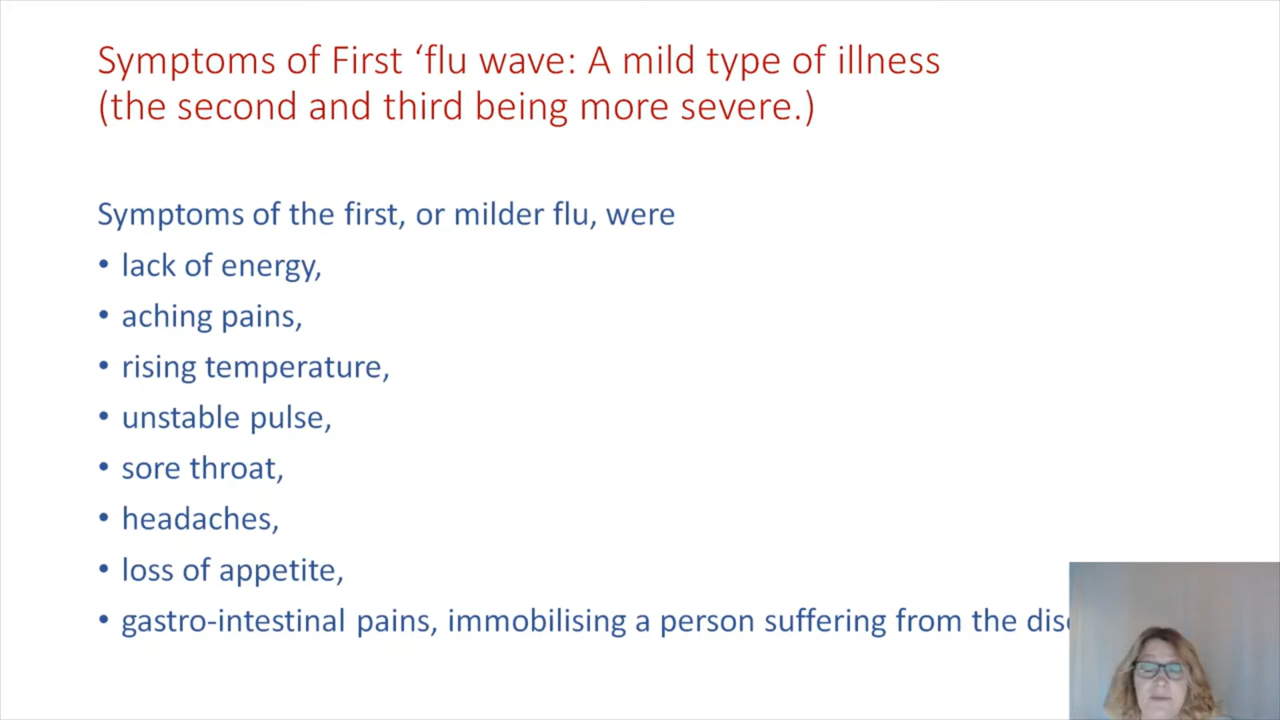 Symptoms of First ‘flu wave: A mild type of illness
(the second and third being more severe.)
Symptoms of the first, or milder flu, were
• lack of energy,
• aching pains,
• rising temperature,
• unstable pulse,
• sore throat,
• headaches,
• loss of appetite,
• gastro-intestinal pains, immobilising a person suffering from the